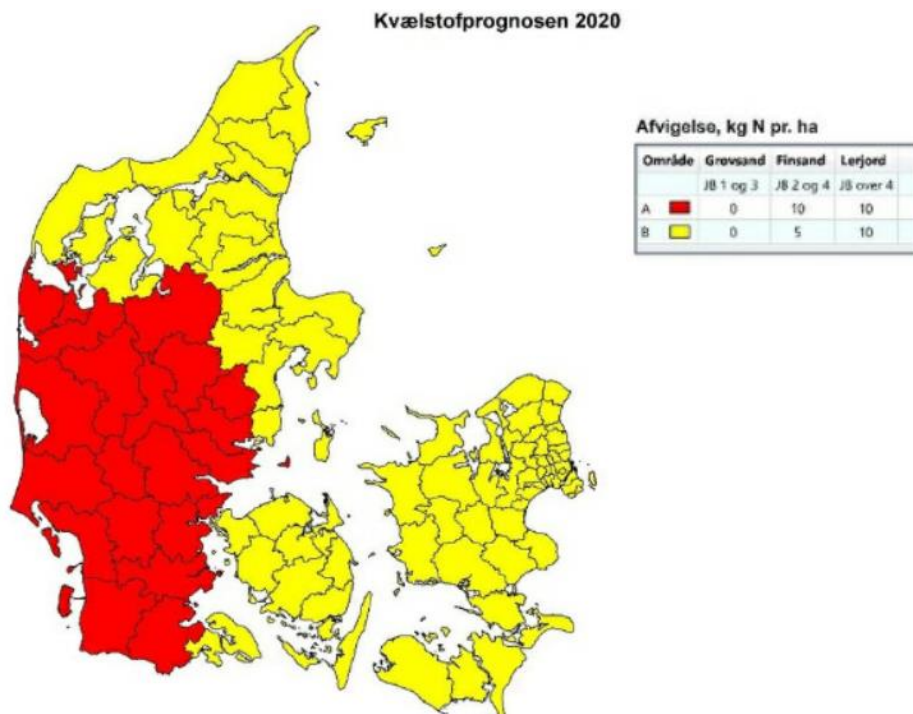 Kvælstofprognosen 2020
Afvigelse, kg N pr. ha
Område Grovsand Finsand Lerjord
JB 1 og 3 JB 2 og 4 JB over 4
A 0 10 10
B 0 5 10